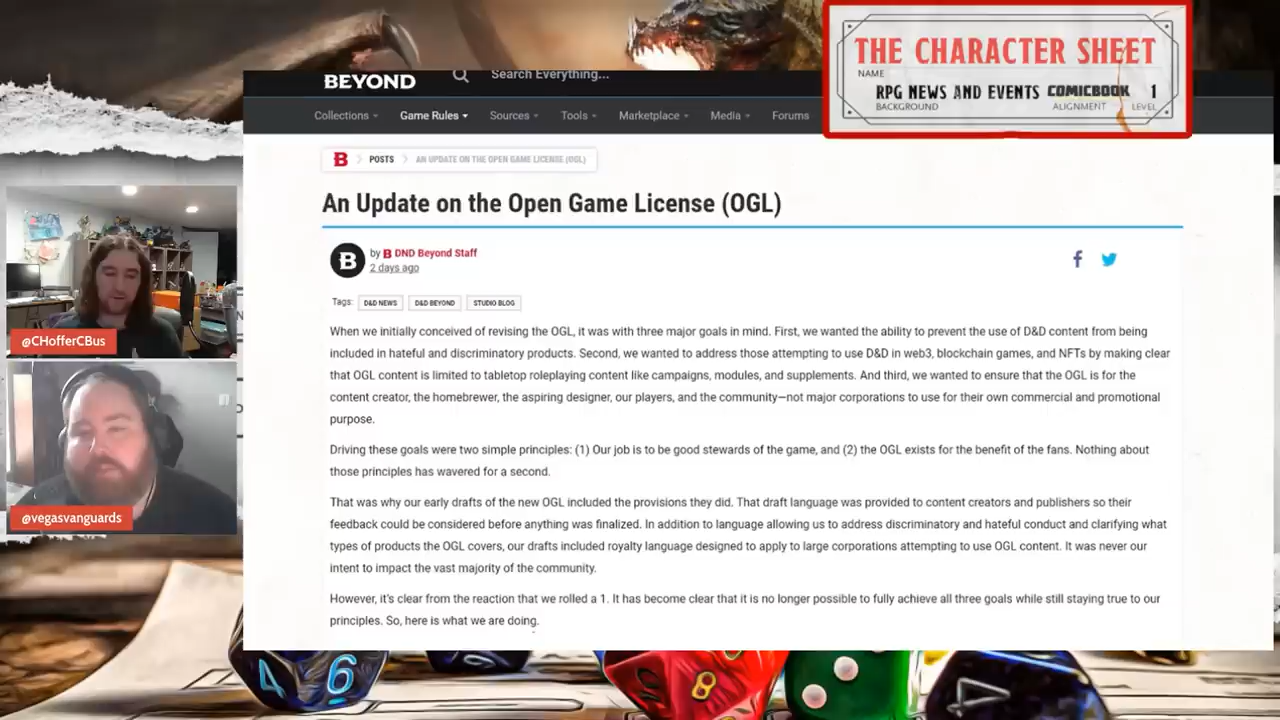 THE CHARACTER SHEET
NAME
RPG NEWS AND EVENTS COMICBOOK 1
BACKGROUND ALIGNMENT LEVEL
BEYOND Search Everything...
Collections Game Rules Sources Tools Marketplace Media Forums
B POSTS AN UPDATE ON THE OPEN GAME LICENSE (OGL)
An Update on the Open Game License (OGL)
B by B DND Beyond Staff
2 days ago
Tags: D&D NEWS D&D BEYOND STUDIO BLOG
When we initially conceived of revising the OGL, it was with three major goals in mind. First, we wanted the ability to prevent the use of D&D content from being
included in hateful and discriminatory products. Second, we wanted to address those attempting to use D&D in web3, blockchain games, and NFTs by making clear
that OGL content is limited to tabletop roleplaying content like campaigns, modules, and supplements. And third, we wanted to ensure that the OGL is for the
content creator, the homebrewer, the aspiring designer, our players, and the community—not major corporations to use for their own commercial and promotional
purpose.
Driving these goals were two simple principles: (1) Our job is to be good stewards of the game, and (2) the OGL exists for the benefit of the fans. Nothing about
those principles has wavered for a second.
That was why our early drafts of the new OGL included the provisions they did. That draft language was provided to content creators and publishers so their
feedback could be considered before anything was finalized. In addition to language allowing us to address discriminatory and hateful conduct and clarifying what
types of products the OGL covers, our drafts included royalty language designed to apply to large corporations attempting to use OGL content. It was never our
intent to impact the vast majority of the community.
However, it's clear from the reaction that we rolled a 1. It has become clear that it is no longer possible to fully achieve all three goals while still staying true to our
principles. So, here is what we are doing.
@CHofferCBus
@vegasvanguards
4 6 8 4